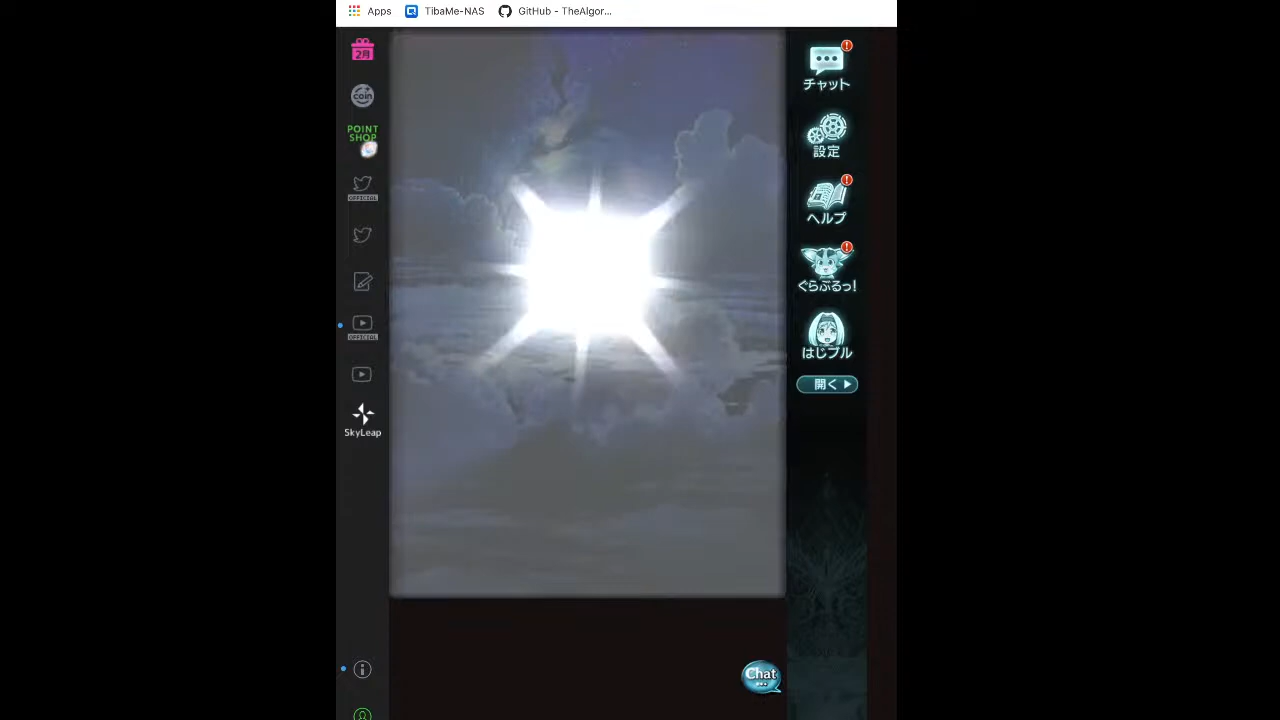 Apps
TibaMe-NAS
GitHub - TheAlgor...
2月
coin
POINT
SHOP
OFFICIAL
OFFICIAL
SkyLeap
チャット
設定
ヘルプ
ぐらぶるっ!
はじブル
開く
Chat